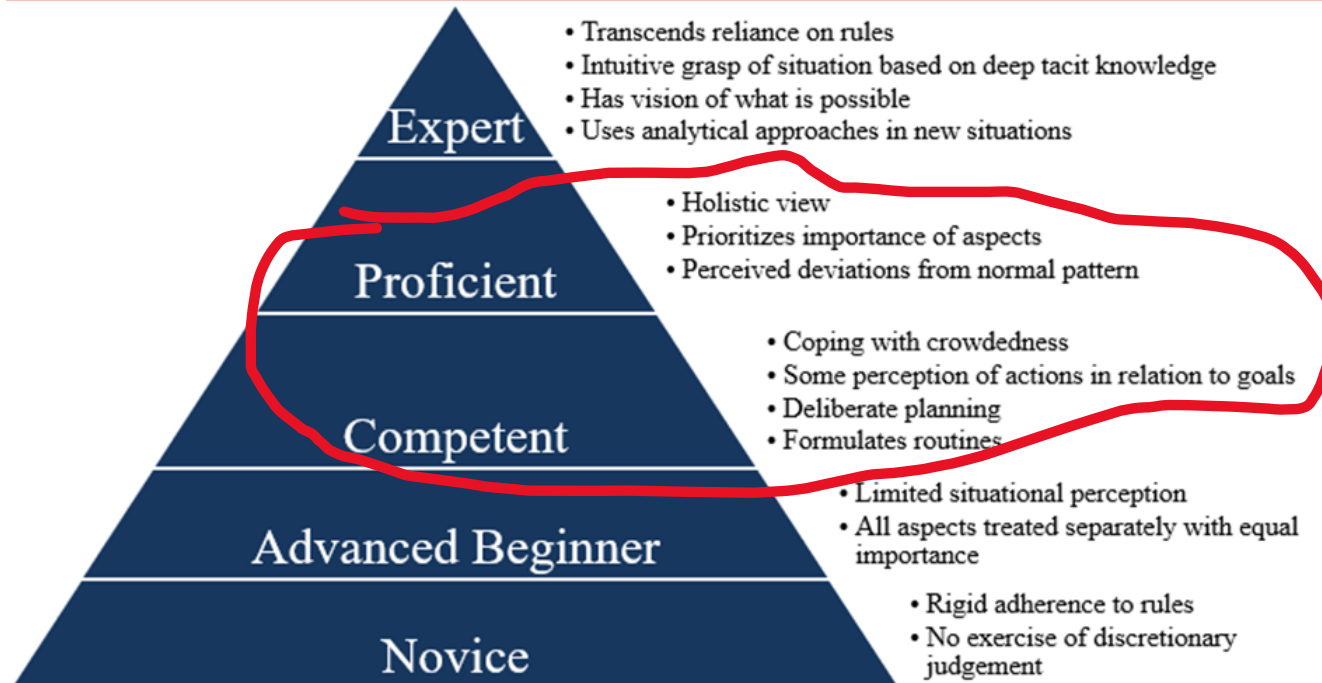 • Transcends reliance on rules
• Intuitive grasp of situation based on deep tacit knowledge
• Has vision of what is possible
Expert
• Uses analytical approaches in new situations
• Holistic view
• Prioritizes importance of aspects
Proficient
• Perceived deviations from normal pattern
• Coping with crowdedness
• Some perception of actions in relation to goals
• Deliberate planning
Competent
• Formulates routines
• Limited situational perception
Advanced Beginner
• All aspects treated separately with equal
importance
• Rigid adherence to rules
Novice
• No exercise of discretionary
judgement